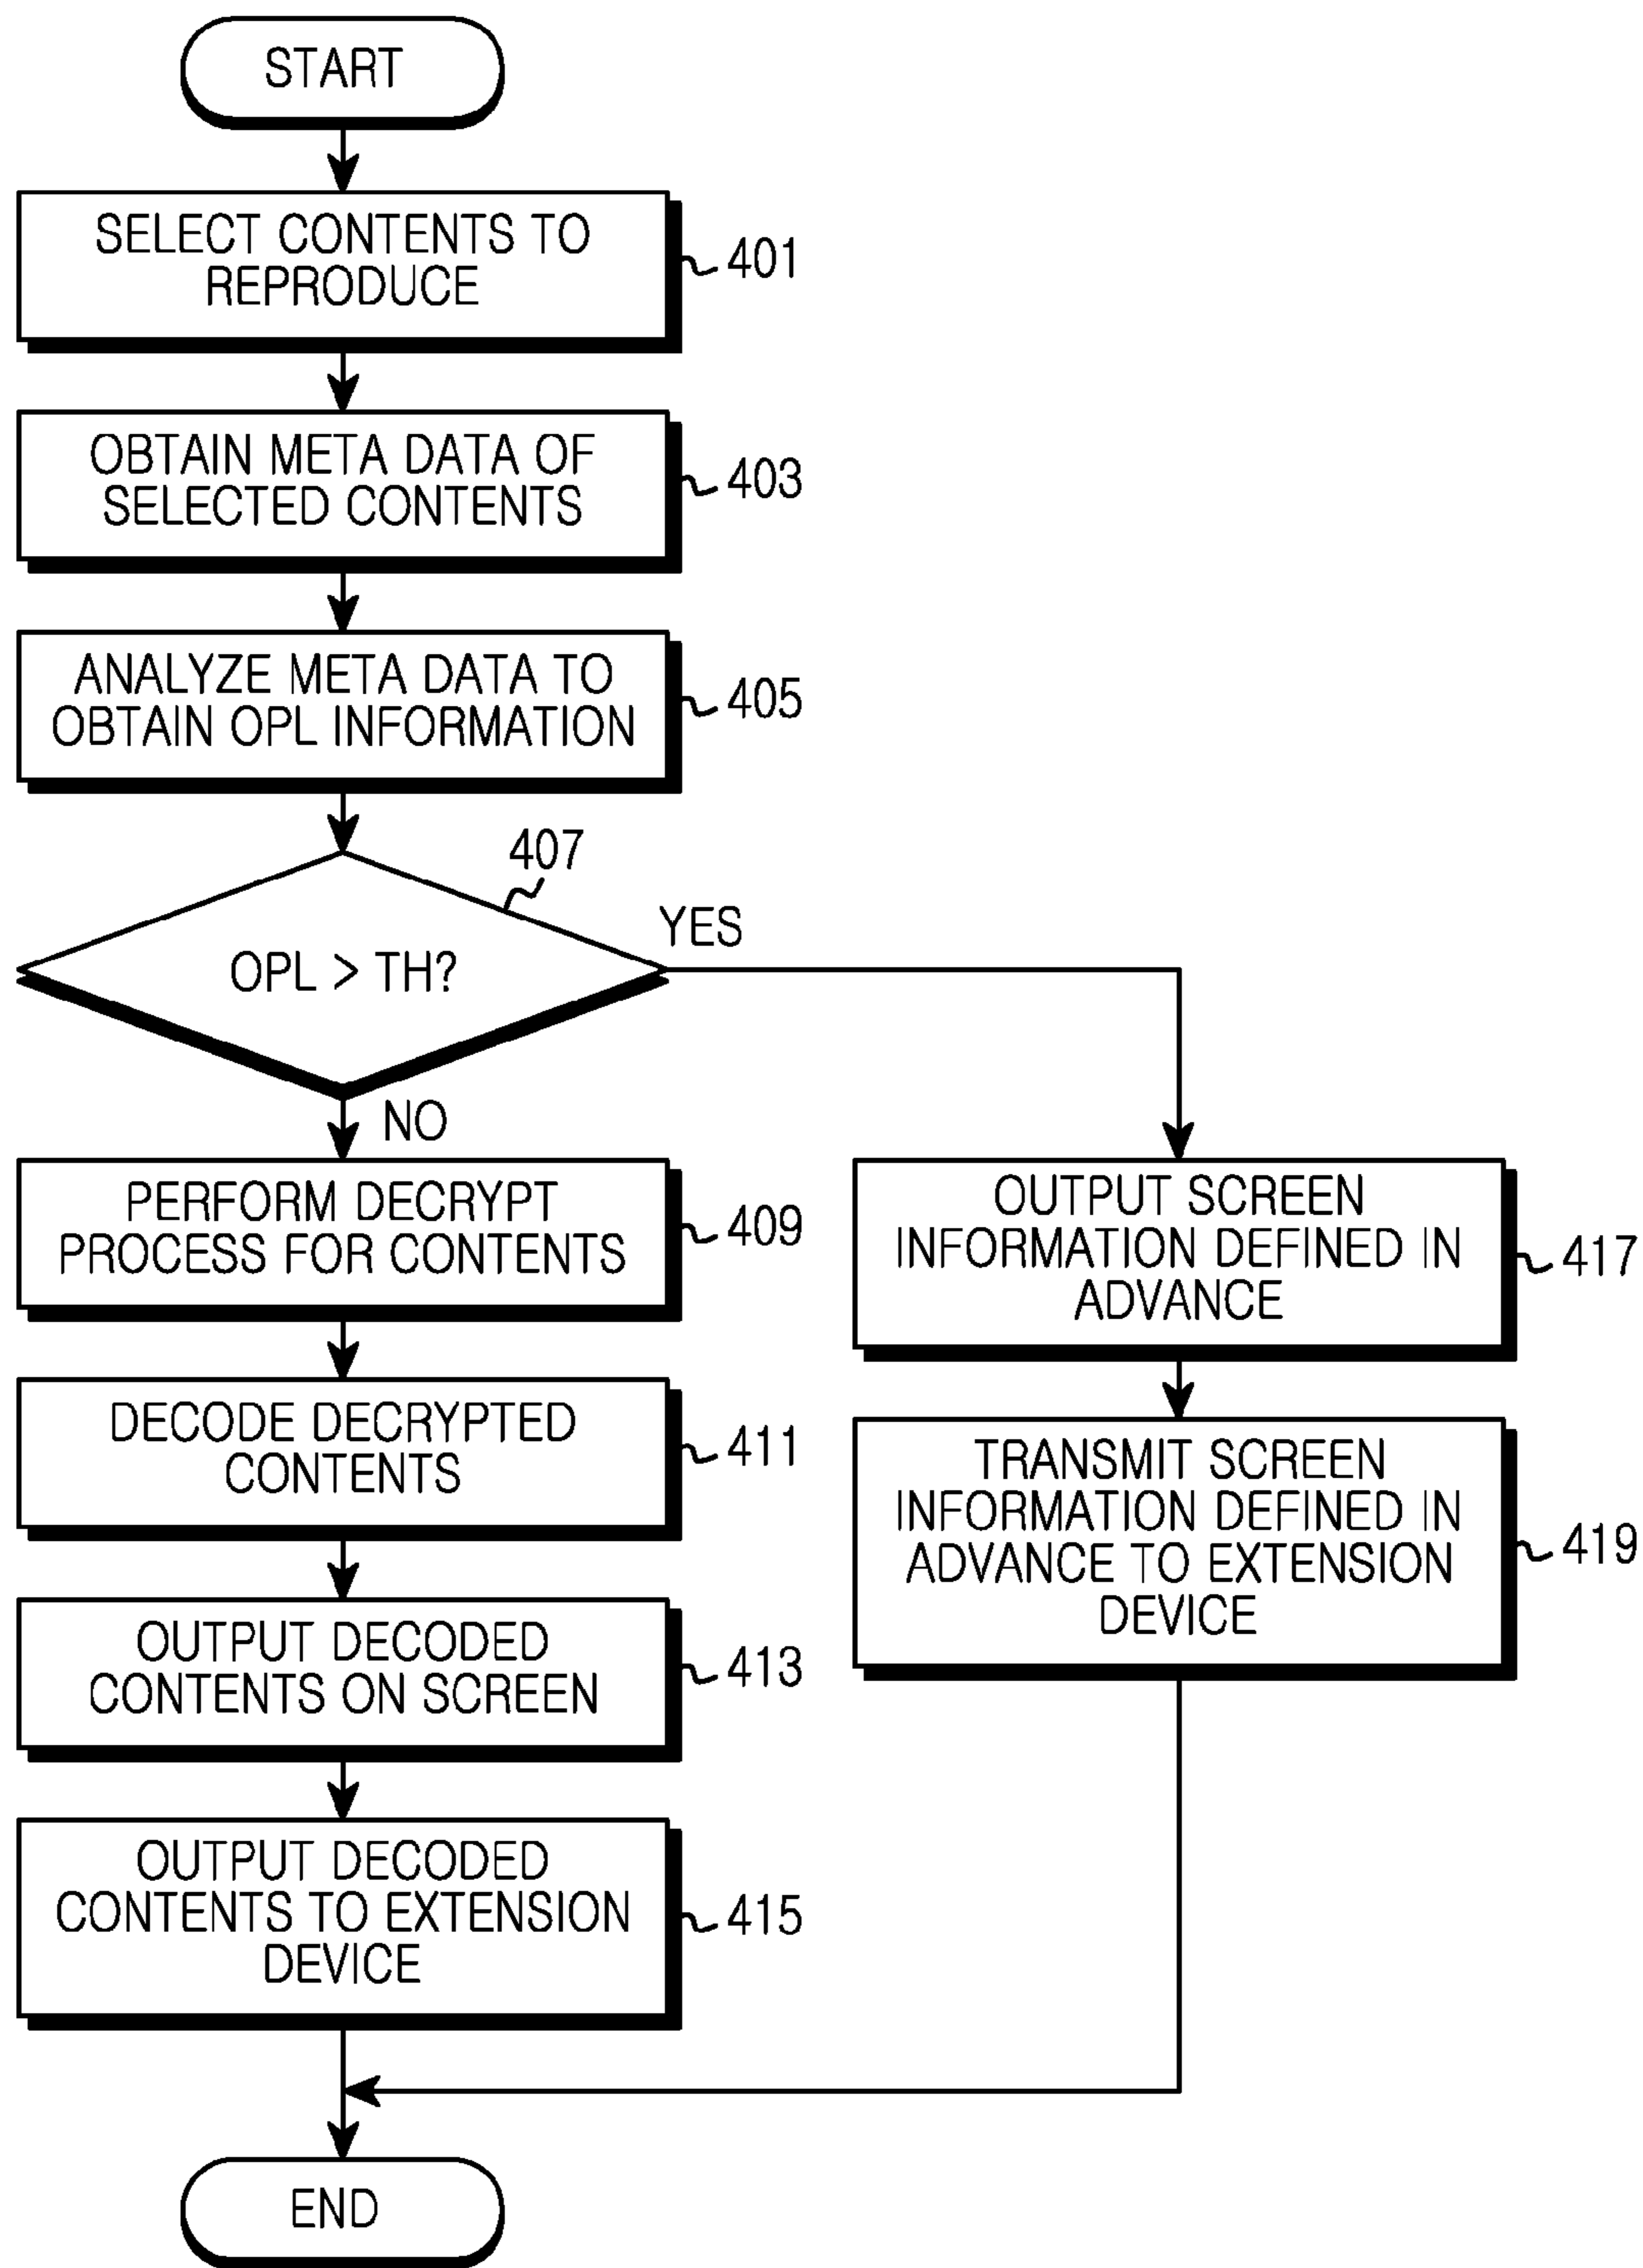 START
SELECT CONTENTS TO
REPRODUCE
401
OBTAIN META DATA OF
SELECTED CONTENTS
403
ANALYZE META DATA TO
OBTAIN OPL INFORMATION
405
407
OPL > TH?
YES
NO
PERFORM DECRYPT
PROCESS FOR CONTENTS
409
DECODE DECRYPTED
CONTENTS
411
OUTPUT DECODED
CONTENTS ON SCREEN
413
OUTPUT DECODED
CONTENTS TO EXTENSION
DEVICE
415
OUTPUT SCREEN
INFORMATION DEFINED IN
ADVANCE
417
TRANSMIT SCREEN
INFORMATION DEFINED IN
ADVANCE TO EXTENSION
DEVICE
419
END